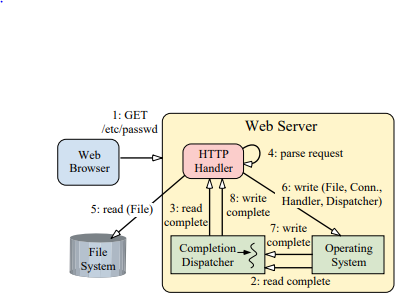 1: GET
/etc/passwd
Web Server
Web
Browser
HTTP
Handler
4: parse request
5: read (File)
3: read
complete
8: write
complete
6: write (File, Conn.,
Handler, Dispatcher)
7: write
complete
File
System
Completion
Dispatcher
Operating
System
2: read complete